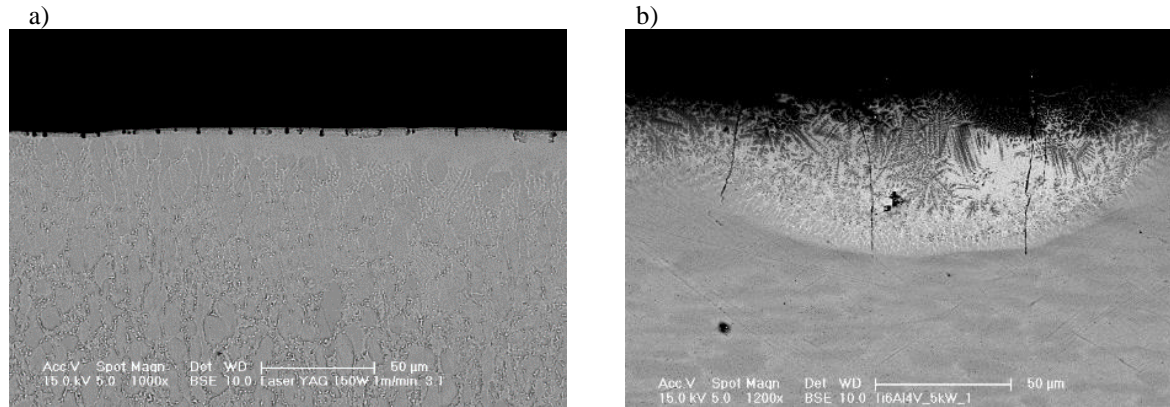 a)
b)
Acc.V Spot Magn Det WD 50 µm
15.0 kV 5.0 1000x BSE 10.0 Laser YAG 150W 1m/min. 3.1
Acc.V Spot Magn Det WD 50 µm
15.0 kV 5.0 1200x BSE 10.0 Ti6Al4V_5kW_1